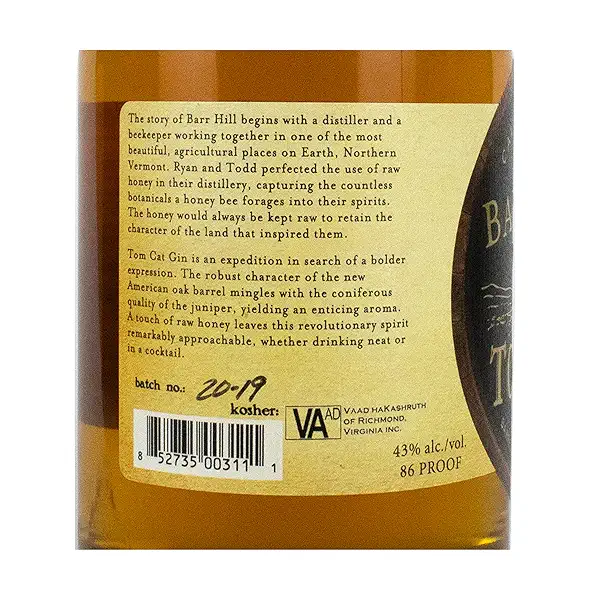 The story of Barr Hill begins with a distiller and a
beekeeper working together in one of the most
beautiful, agricultural places on Earth, Northern
Vermont. Ryan and Todd perfected the use of raw
honey in their distillery, capturing the countless
botanicals a honey bee forages into their spirits.
The honey would always be kept raw to retain the
character of the land that inspired them.
Tom Cat Gin is an expedition in search of a bolder
expression. The robust character of the new
American oak barrel mingles with the coniferous
quality of the juniper, yielding an enticing aroma.
A touch of raw honey leaves this revolutionary spirit
remarkably approachable, whether drinking neat or
in a cocktail.
batch no.: 20-19
kosher:
VAAD
VAAD HAKASHRUTH
OF RICHMOND,
VIRGINIA INC.
8 52735 00311 1
43% alc./vol.
86 PROOF
BA
TO